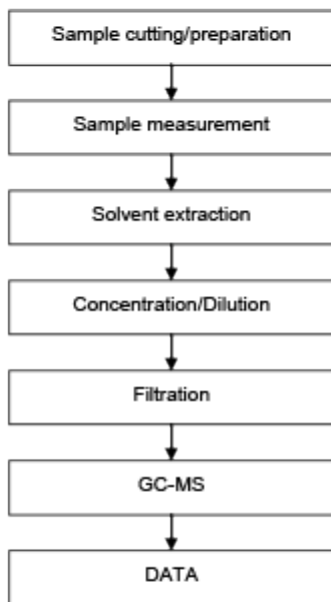 Sample cutting/preparation
Sample measurement
Solvent extraction
Concentration/Dilution
Filtration
GC-MS
DATA